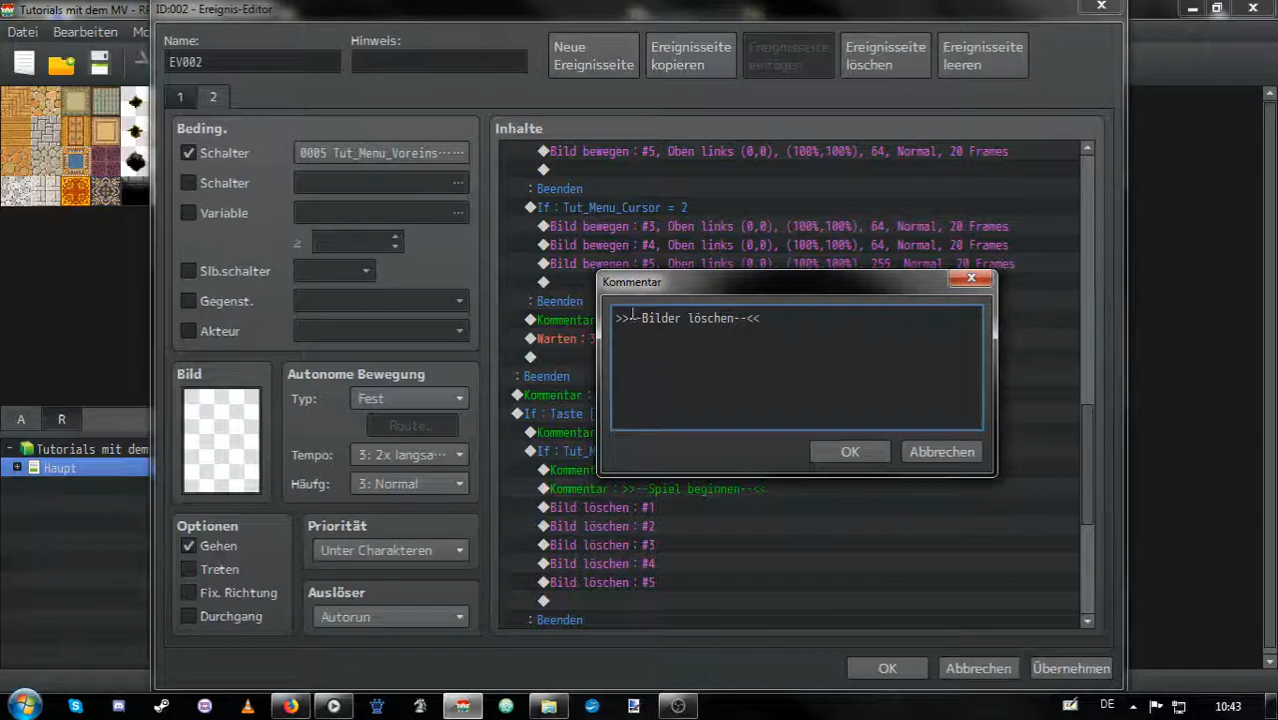 Tutorials mit dem MV - RP
ID:002 - Ereignis-Editor
Datei Bearbeiten
Name:
Hinweis:
EV002
Neue Ereignisseite
Ereignisseite kopieren
Ereignisseite einfügen
Ereignisseite löschen
Ereignisseite leeren
1 2
Beding.
Schalter 0005 Tut_Menu_Voreins···
Schalter
Variable
≥
Slb.schalter
Gegenst.
Akteur
Bild
Autonome Bewegung
Typ: Fest
Route...
Tempo: 3: 2x langsa···
Häufg: 3: Normal
Optionen
Gehen
Treten
Fix. Richtung
Durchgang
Priorität
Unter Charakteren
Auslöser
Autorun
Inhalte
◆Bild bewegen:#5, Oben links (0,0), (100%,100%), 64, Normal, 20 Frames
◆
: Beenden
◆If:Tut_Menu_Cursor = 2
◆Bild bewegen:#3, Oben links (0,0), (100%,100%), 64, Normal, 20 Frames
◆Bild bewegen:#4, Oben links (0,0), (100%,100%), 64, Normal, 20 Frames
◆Bild bewegen:#5, Oben links (0,0), (100%,100%), 255, Normal, 20 Frames
◆
: Beenden
◆Kommentar
◆Warten:3
◆
: Beenden
◆Kommentar:
◆If:Taste [
◆Kommentar
◆If:Tut_M
◆Komment
◆Kommentar:>>--Spiel beginnen--<<
◆Bild löschen:#1
◆Bild löschen:#2
◆Bild löschen:#3
◆Bild löschen:#4
◆Bild löschen:#5
◆
: Beenden
Kommentar
>>--Bilder löschen--<<
OK
Abbrechen
A R
Tutorials mit dem
Haupt
OK
Abbrechen
Übernehmen
DE
10:43